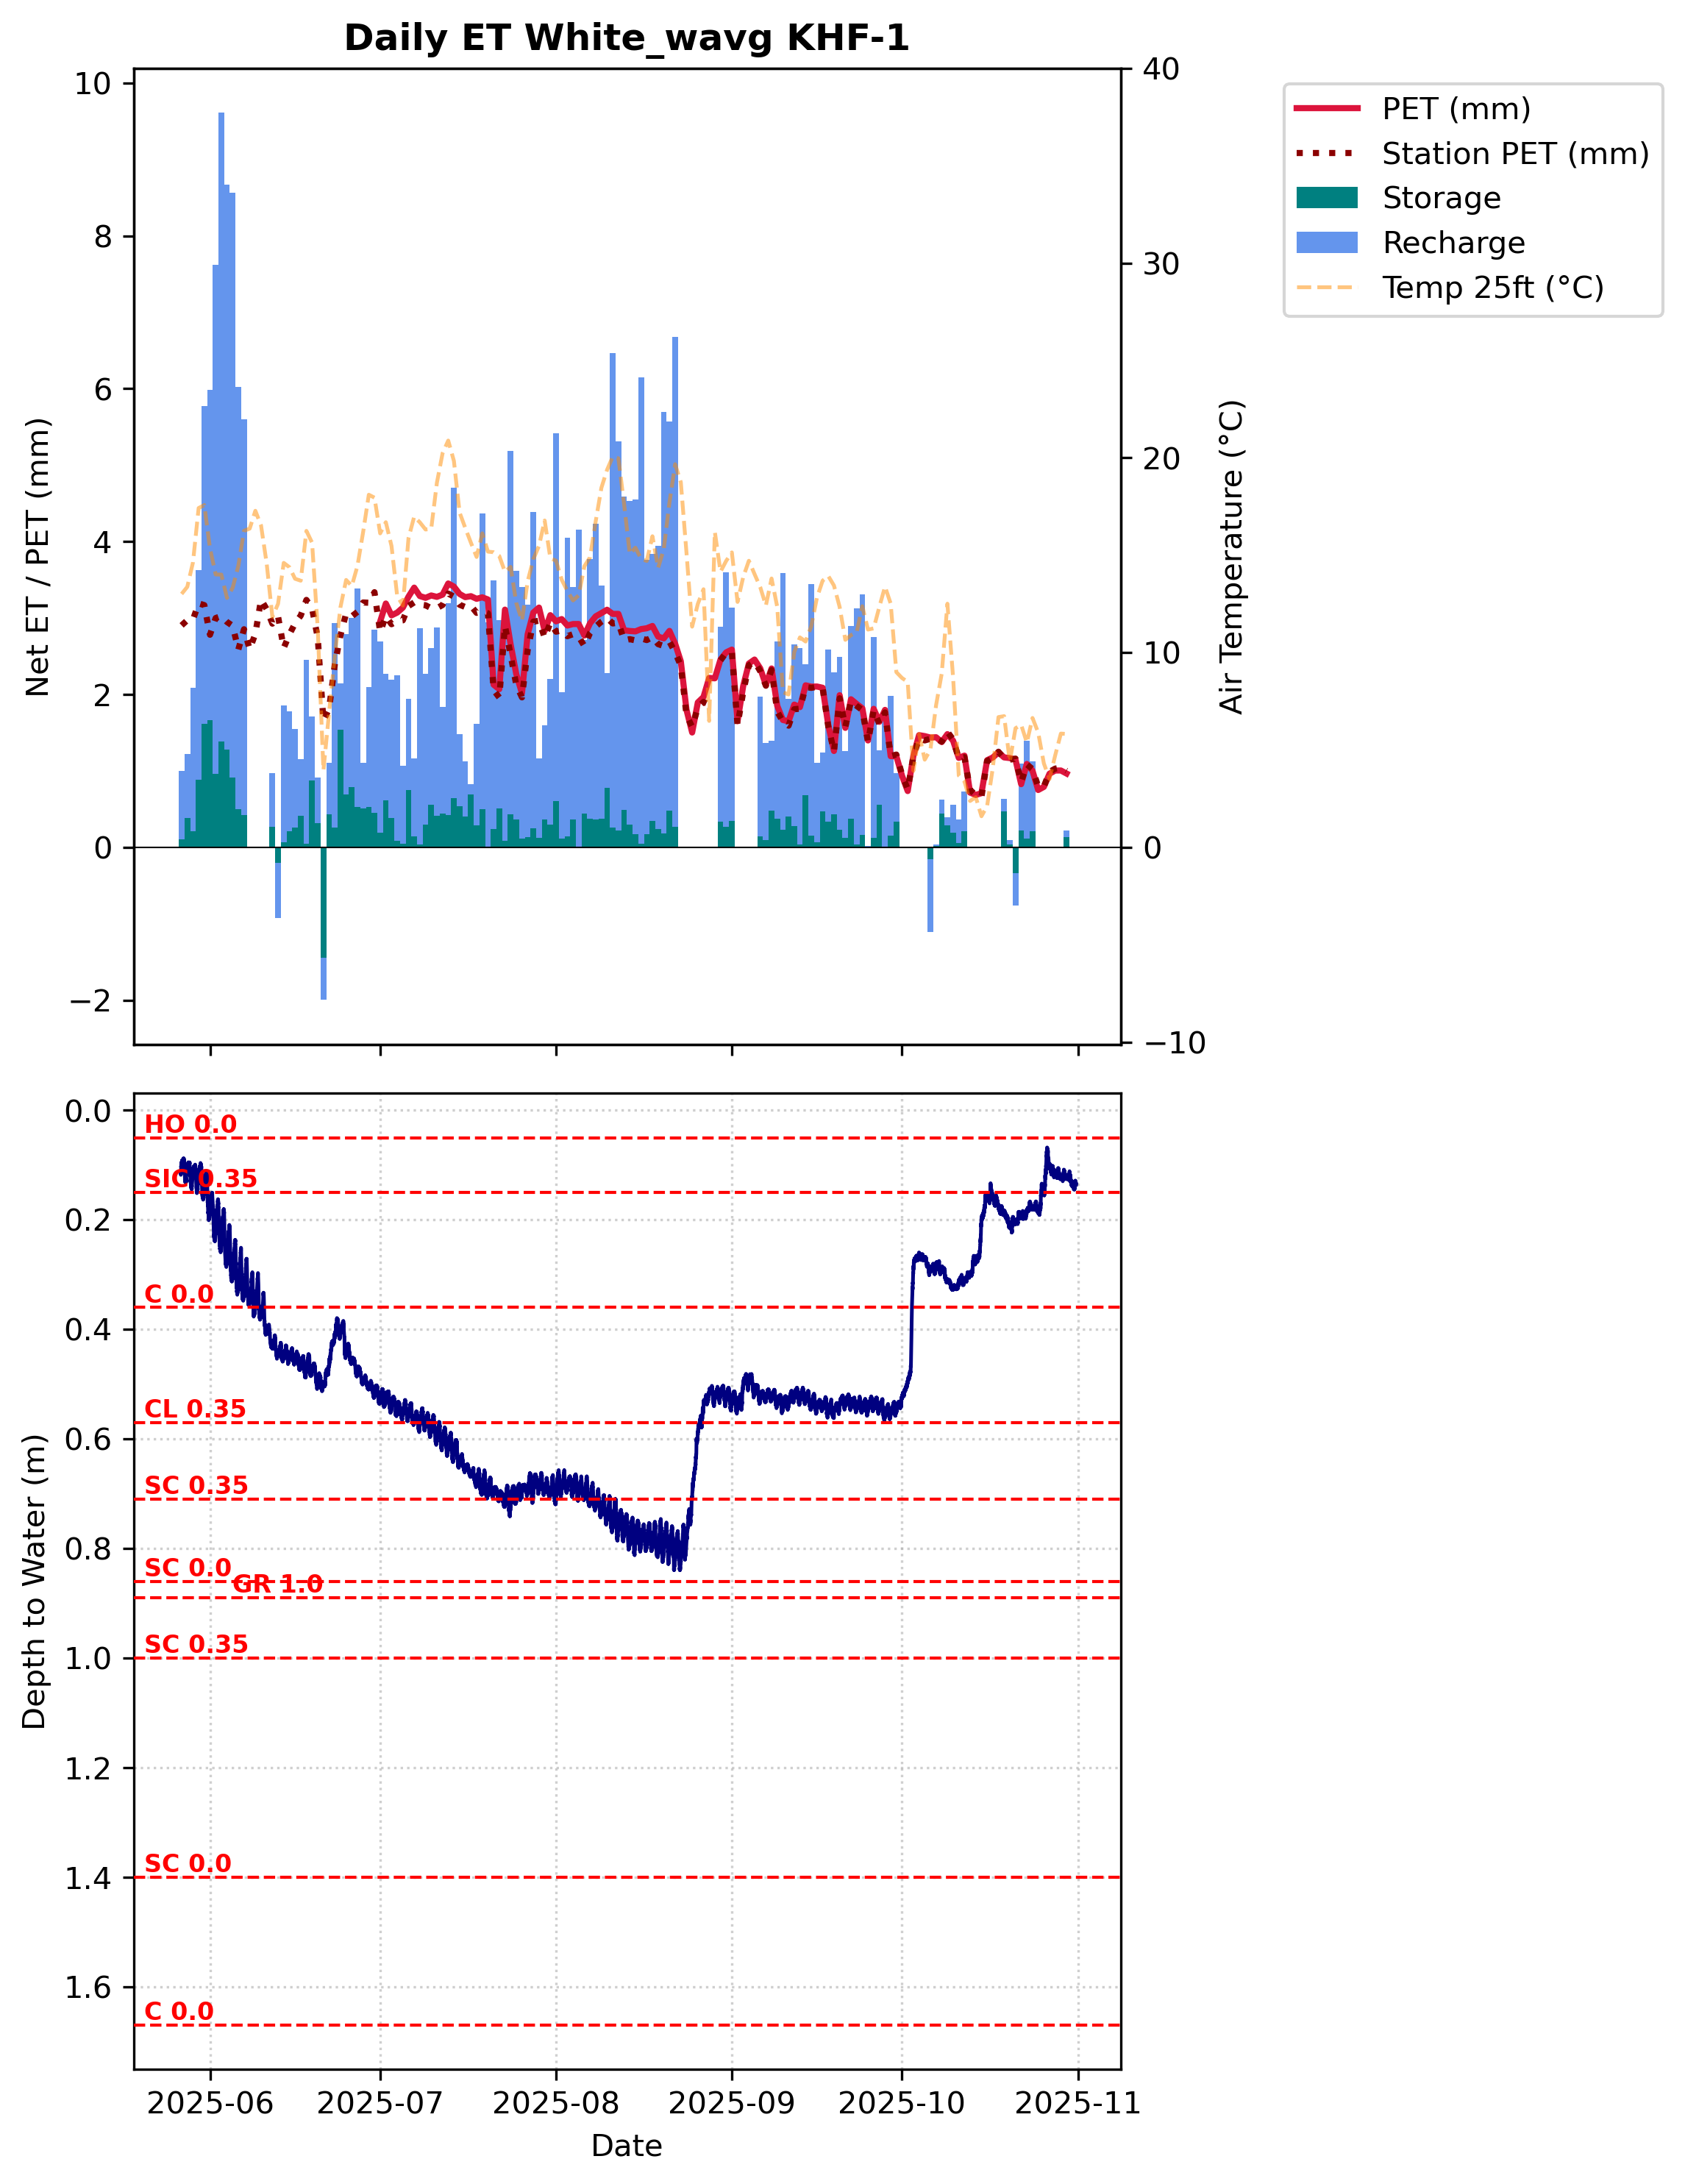 Daily ET White_wavg KHF-1
Net ET / PET (mm)
10
8
6
4
2
0
−2
40
30
20
10
0
−10
Air Temperature (°C)
PET (mm)
Station PET (mm)
Storage
Recharge
Temp 25ft (°C)
Depth to Water (m)
0.0
0.2
0.4
0.6
0.8
1.0
1.2
1.4
1.6
HO 0.0
SIC 0.35
C 0.0
CL 0.35
SC 0.35
SC 0.0
GR 1.0
SC 0.35
SC 0.0
C 0.0
2025-06
2025-07
2025-08
2025-09
2025-10
2025-11
Date